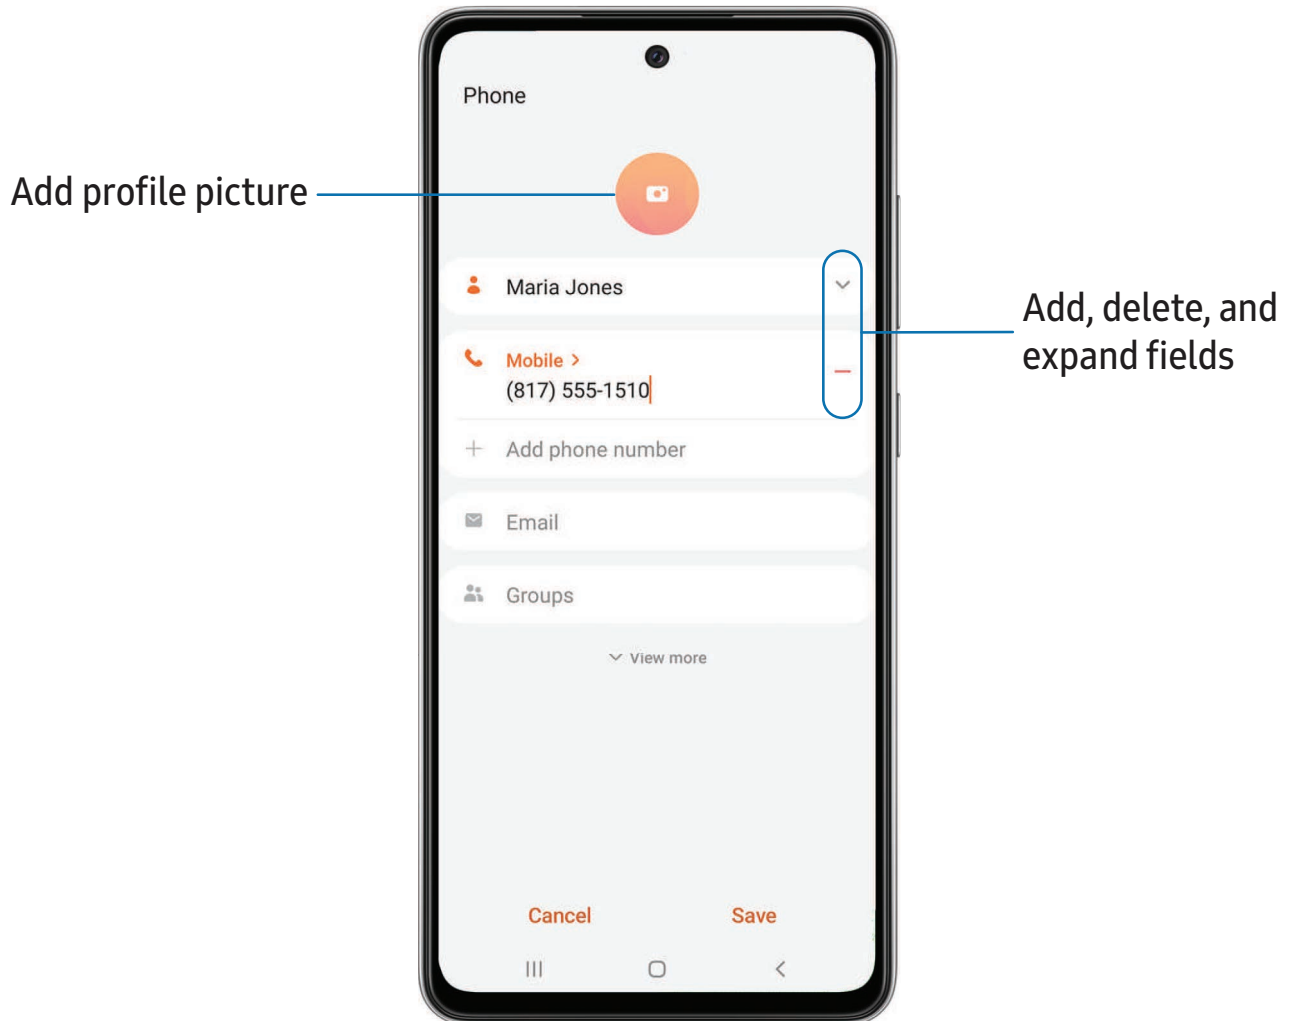 Phone
Add profile picture
Maria Jones
Mobile >
(817) 555-1510
Add, delete, and
expand fields
Add phone number
Email
Groups
View more
Cancel
Save